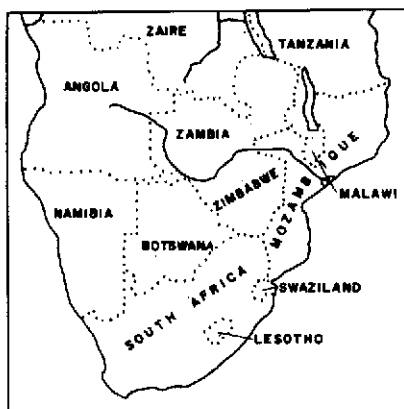 ZAIRE
TANZANIA
ANGOLA
ZAMBIA
MALAWI
ZIMBABWE
MOZAMBIQUE
NAMIBIA
BOTSWANA
SWAZILAND
SOUTH AFRICA
LESOTHO